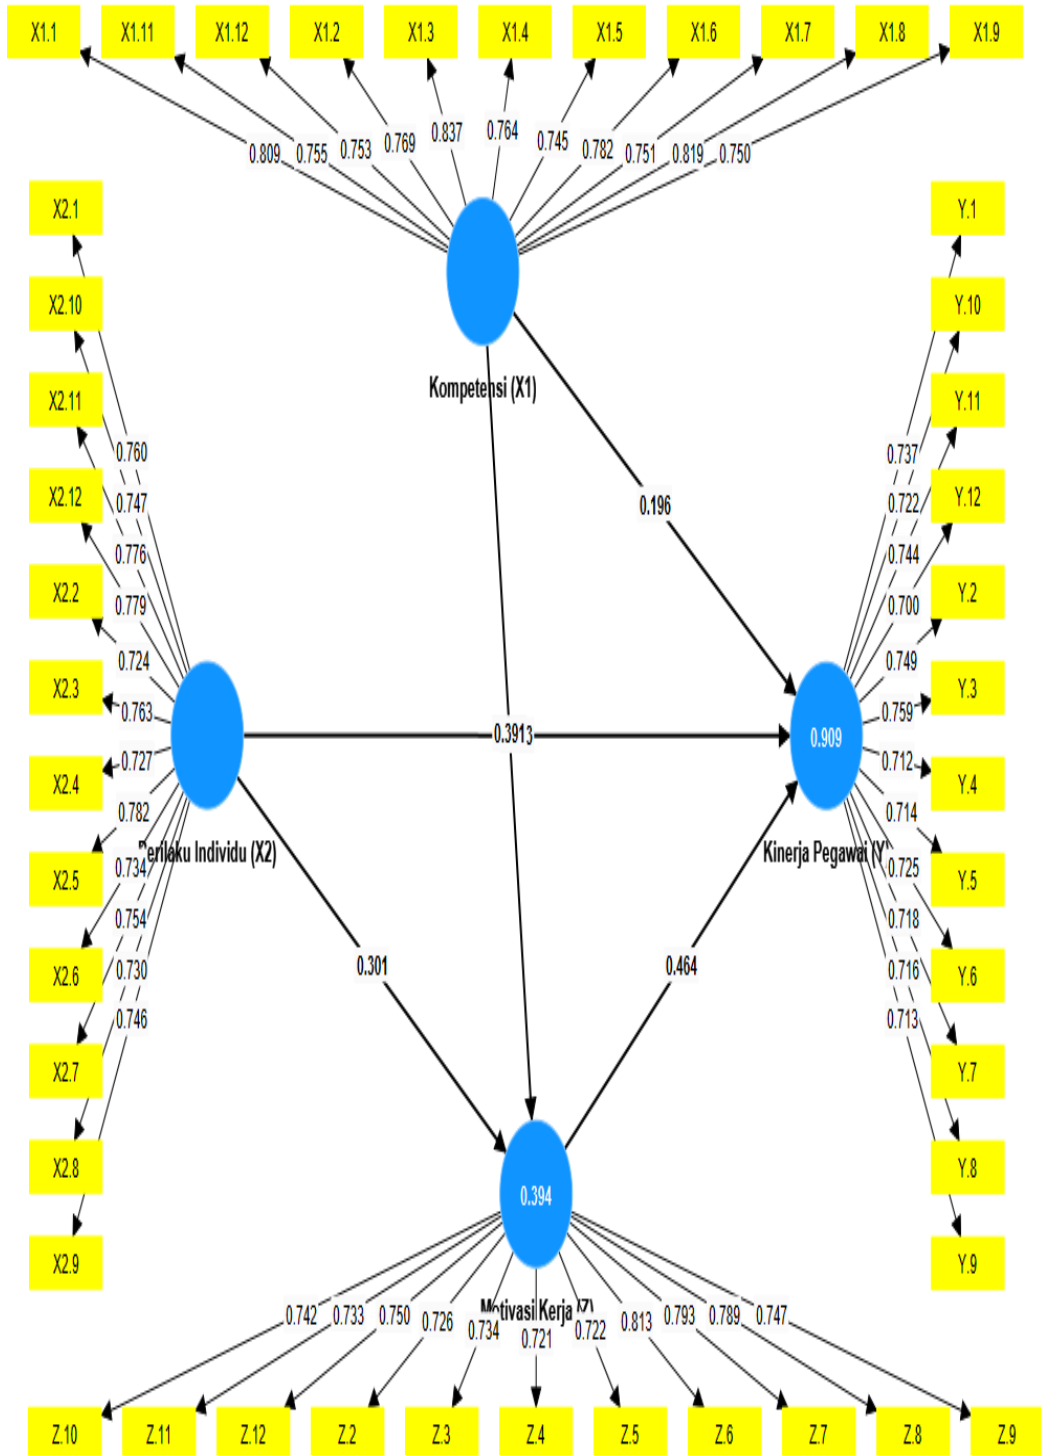 X1.1 X1.11 X1.12 X1.2 X1.3 X1.4 X1.5 X1.6 X1.7 X1.8 X1.9
0.809 0.755 0.753 0.769 0.837 0.764 0.745 0.782 0.751 0.819 0.750
Kompetensi (X1)
X2.1
X2.10
X2.11
X2.12
X2.2
X2.3
X2.4
X2.5
X2.6
X2.7
X2.8
X2.9
0.760
0.747
0.776
0.779
0.724
0.763
0.727
0.782
0.734
0.754
0.730
0.746
Perilaku Individu (X2)
0.196
0.301
0.464
0.909
Kinerja Pegawai (Y)
0.737
0.722
0.744
0.700
0.749
0.759
0.712
0.714
0.725
0.718
0.716
0.713
Y.1
Y.10
Y.11
Y.12
Y.2
Y.3
Y.4
Y.5
Y.6
Y.7
Y.8
Y.9
0.394
Motivasi Kerja (Z)
0.742 0.733 0.750 0.726 0.734 0.721 0.722 0.813 0.793 0.789 0.747
Z.10 Z.11 Z.12 Z.2 Z.3 Z.4 Z.5 Z.6 Z.7 Z.8 Z.9